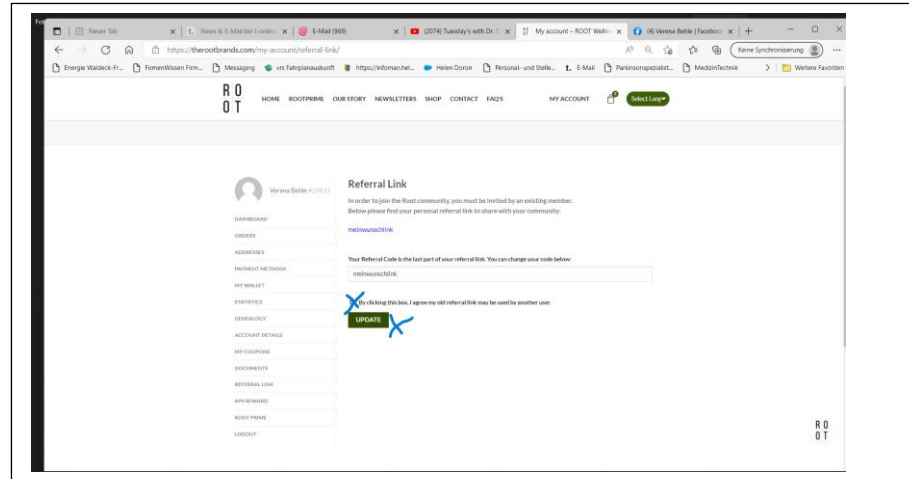 Neuer Tab
News & E-Mail bei t-online
E-Mail (969)
(2074) Tuesday's with Dr.
My account – ROOT Welln
(4) Verena Behle | Facebook
https://therootbrands.com/my-account/referral-link/
Keine Synchronisierung
Energie Waldeck-Fr...
FirmenWissen Firm...
Messaging
vrs Fahrplanauskunft
https://infoman.hel...
Helen Doron
Personal- und Stelle...
E-Mail
Parkinsonspezialist...
MedizinTechnik
Weitere Favoriten
RO
OT
HOME ROOTPRIME OUR STORY NEWSLETTERS SHOP CONTACT FAQ'S MY ACCOUNT Select Lang
Verena Behle
DASHBOARD
ORDERS
ADDRESSES
PAYMENT METHODS
MY WALLET
STATISTICS
GENEALOGY
ACCOUNT DETAILS
MY COUPONS
DOCUMENTS
REFERRAL LINK
RPS REWARD
ROOT PRIME
LOGOUT
Referral Link
In order to join the Root community, you must be invited by an existing member.
Below please find your personal referral link to share with your community:
meinwunschlink
Your Referral Code is the last part of your referral link. You can change your code below:
meinwunschlink
By clicking this box, I agree my old referral link may be used by another user.
UPDATE
RO
OT